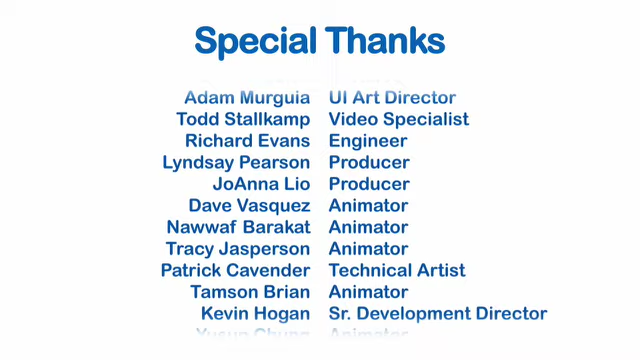 Special Thanks
Adam Murguia UI Art Director
Todd Stallkamp Video Specialist
Richard Evans Engineer
Lyndsay Pearson Producer
JoAnna Lio Producer
Dave Vasquez Animator
Nawwaf Barakat Animator
Tracy Jasperson Animator
Patrick Cavender Technical Artist
Tamson Brian Animator
Kevin Hogan Sr. Development Director
Animator